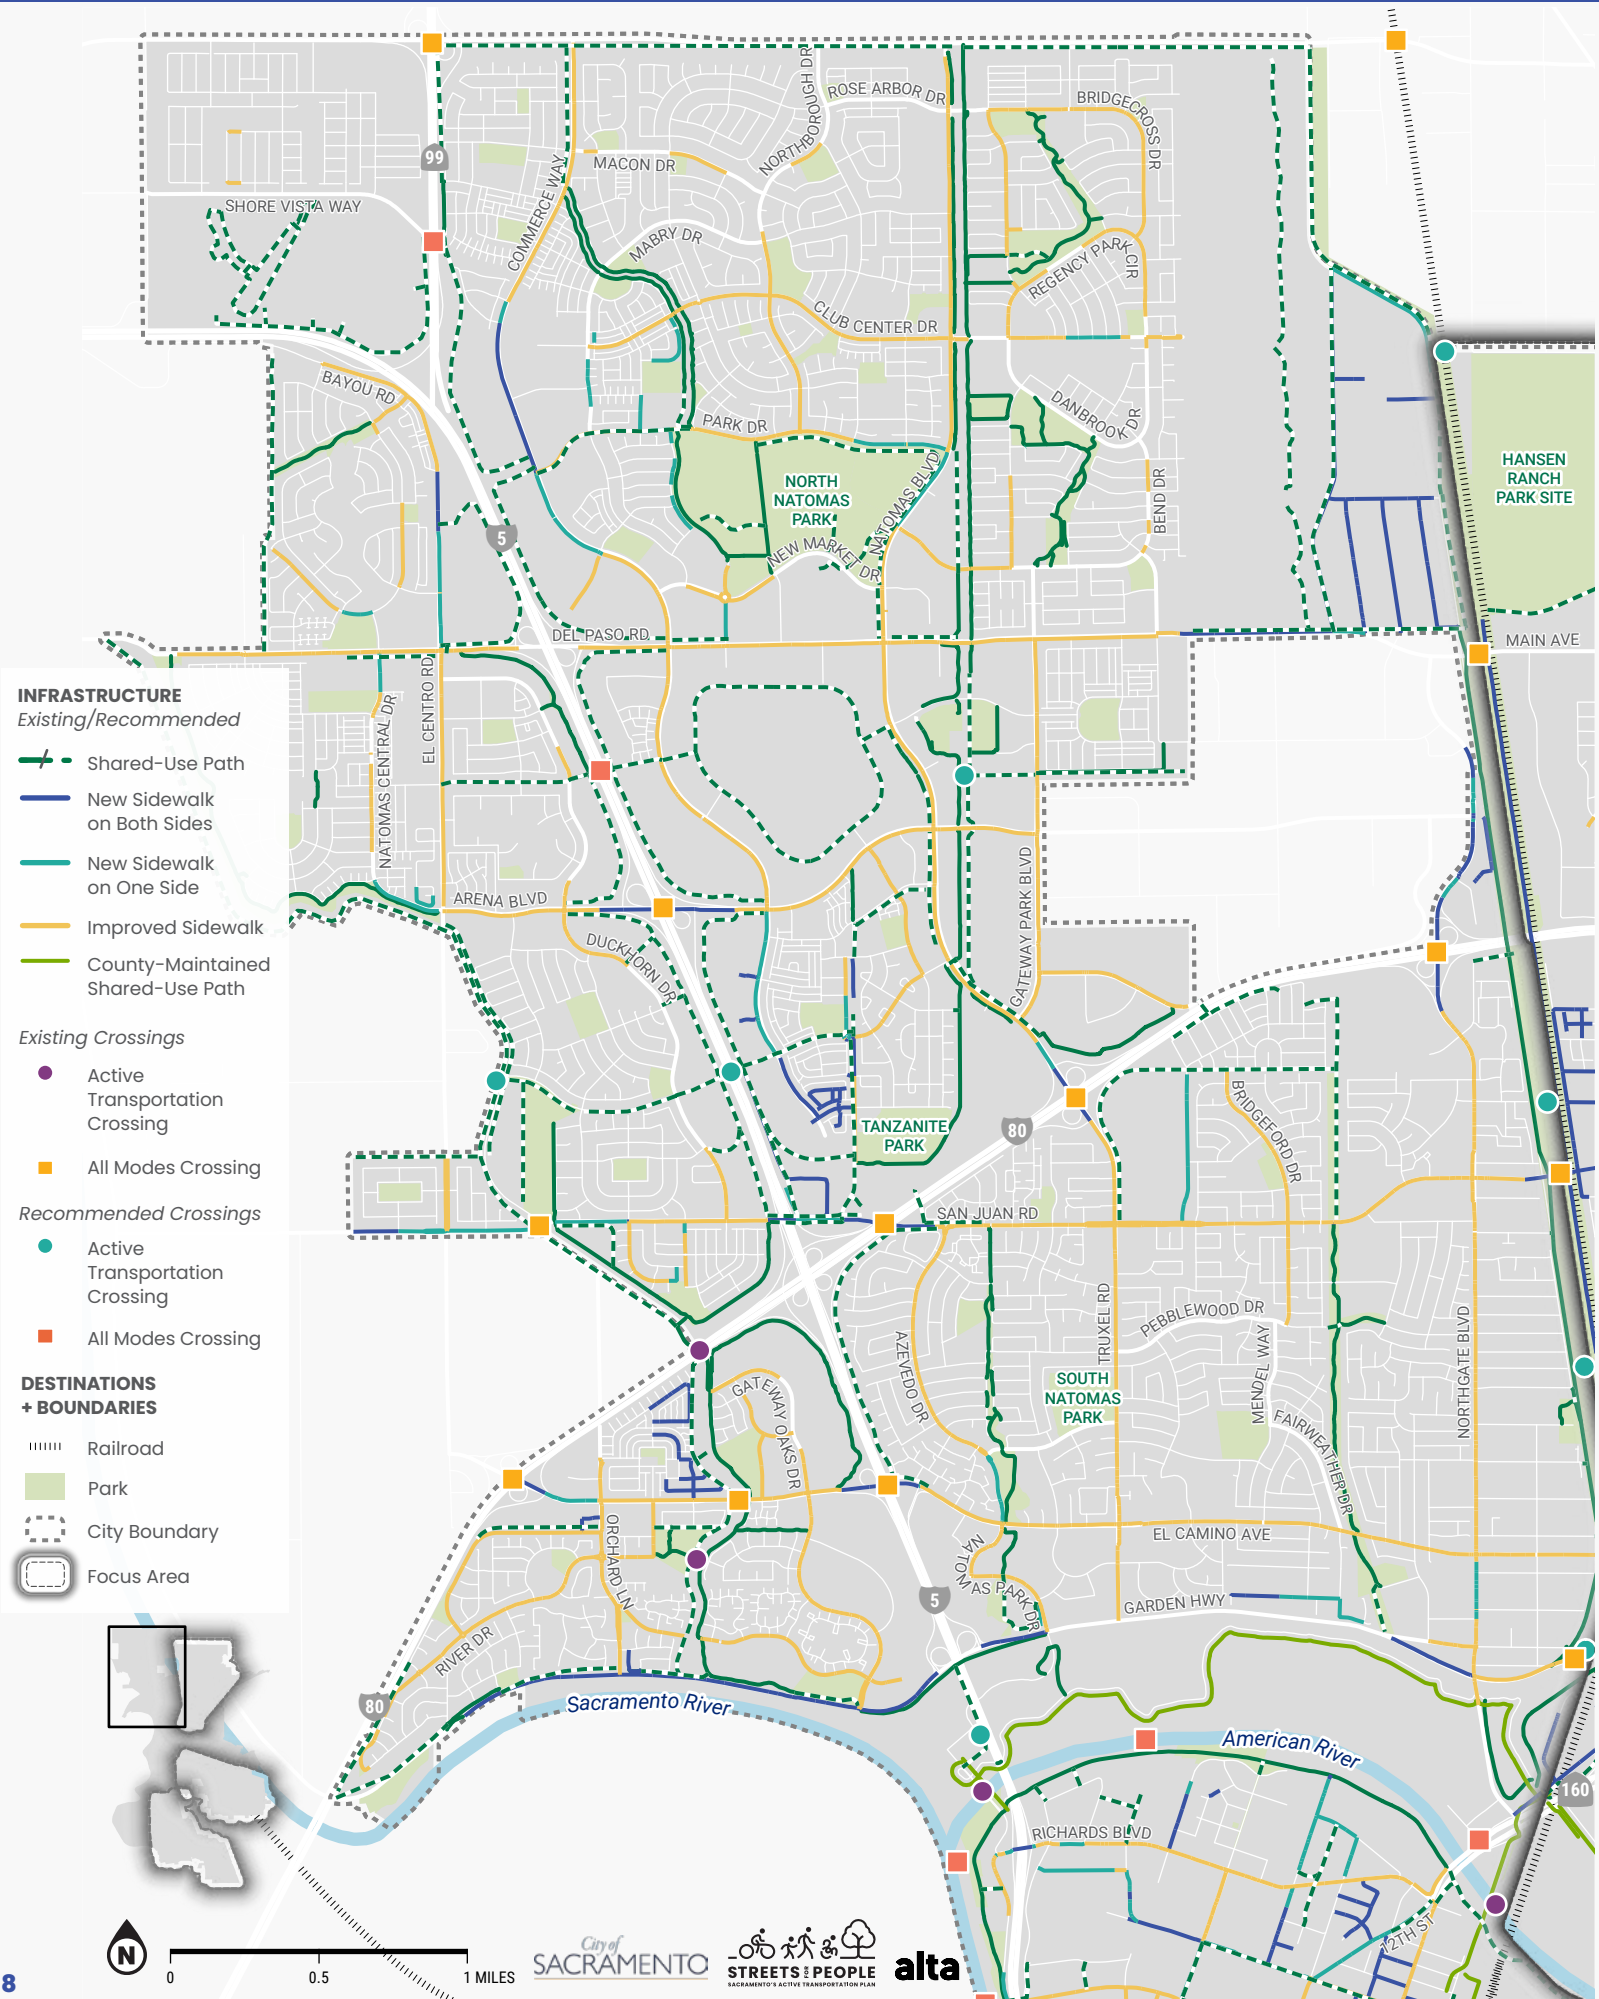 ROSE ARBOR DR
BRIDGECROSS DR
NORTHBOROUGH DR
99
MACON DR
COMMERCE WAY
SHORE VISTA WAY
MABRY DR
REGENCY PARK CIR
CLUB CENTER DR
BAYOU RD
DANBROOK DR
PARK DR
HANSEN
RANCH
PARK SITE
NORTH
NATOMAS
PARK
NATOMAS BLVD
BEND DR
5
NEW MARKET DR
DEL PASO RD
MAIN AVE
INFRASTRUCTURE
Existing/Recommended
Shared-Use Path
New Sidewalk
on Both Sides
New Sidewalk
on One Side
Improved Sidewalk
County-Maintained
Shared-Use Path
Existing Crossings
Active
Transportation
Crossing
All Modes Crossing
Recommended Crossings
Active
Transportation
Crossing
All Modes Crossing
DESTINATIONS
+ BOUNDARIES
Railroad
Park
City Boundary
Focus Area
EL CENTRO RD
NATOMAS CENTRAL DR
ARENA BLVD
GATEWAY PARK BLVD
DUCKHORN DR
TANZANITE
PARK
80
BRIDGEFORD DR
SAN JUAN RD
TRUXEL RD
PEBBLEWOOD DR
AZEVEDO DR
MENDEL WAY
NORTHGATE BLVD
SOUTH
NATOMAS
PARK
GATEWAY OAKS DR
FAIRWEATHER DR
ORCHARD LN
EL CAMINO AVE
NATOMAS PARK DR
5
GARDEN HWY
RIVER DR
80
Sacramento River
American River
160
RICHARDS BLVD
12TH ST
N
0
0.5
1 MILES
City of
SACRAMENTO
STREETS FOR PEOPLE
SACRAMENTO'S ACTIVE TRANSPORTATION PLAN
alta
8